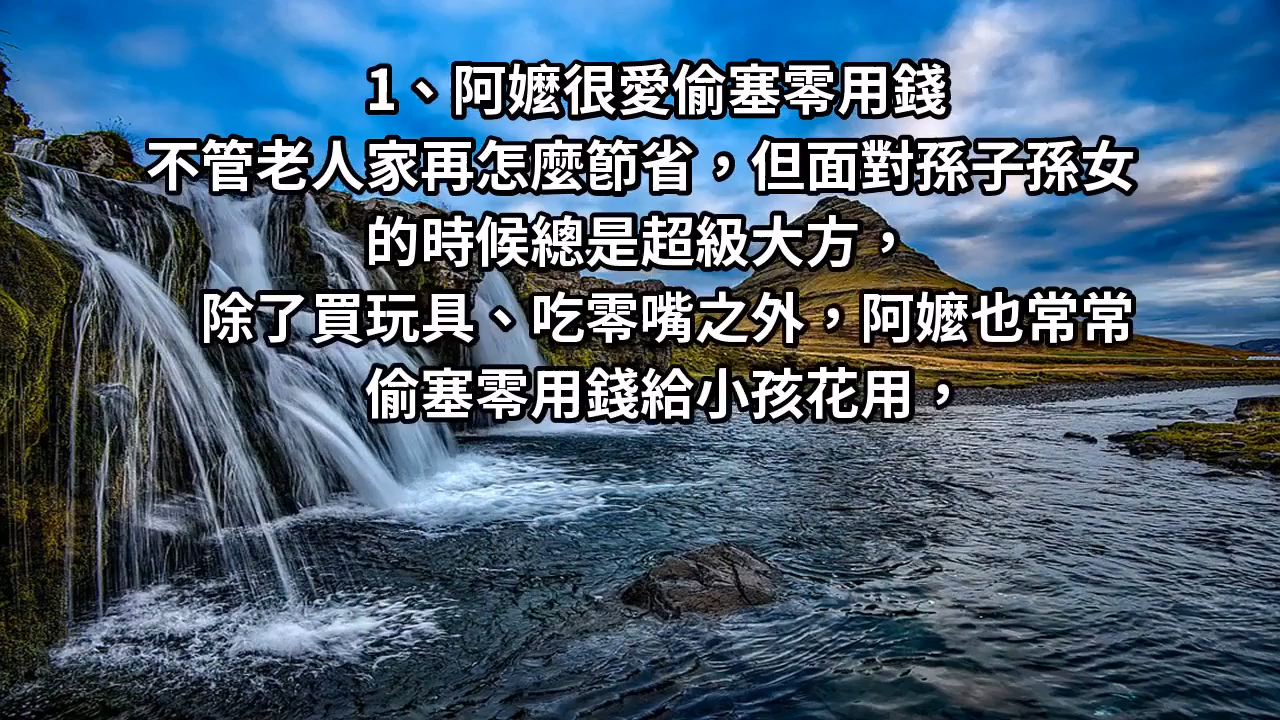 1、阿嬤很愛偷塞零用錢
不管老人家再怎麼節省，但面對孫子孫女
的時候總是超級大方，
除了買玩具、吃零嘴之外，阿嬤也常常
偷塞零用錢給小孩花用，